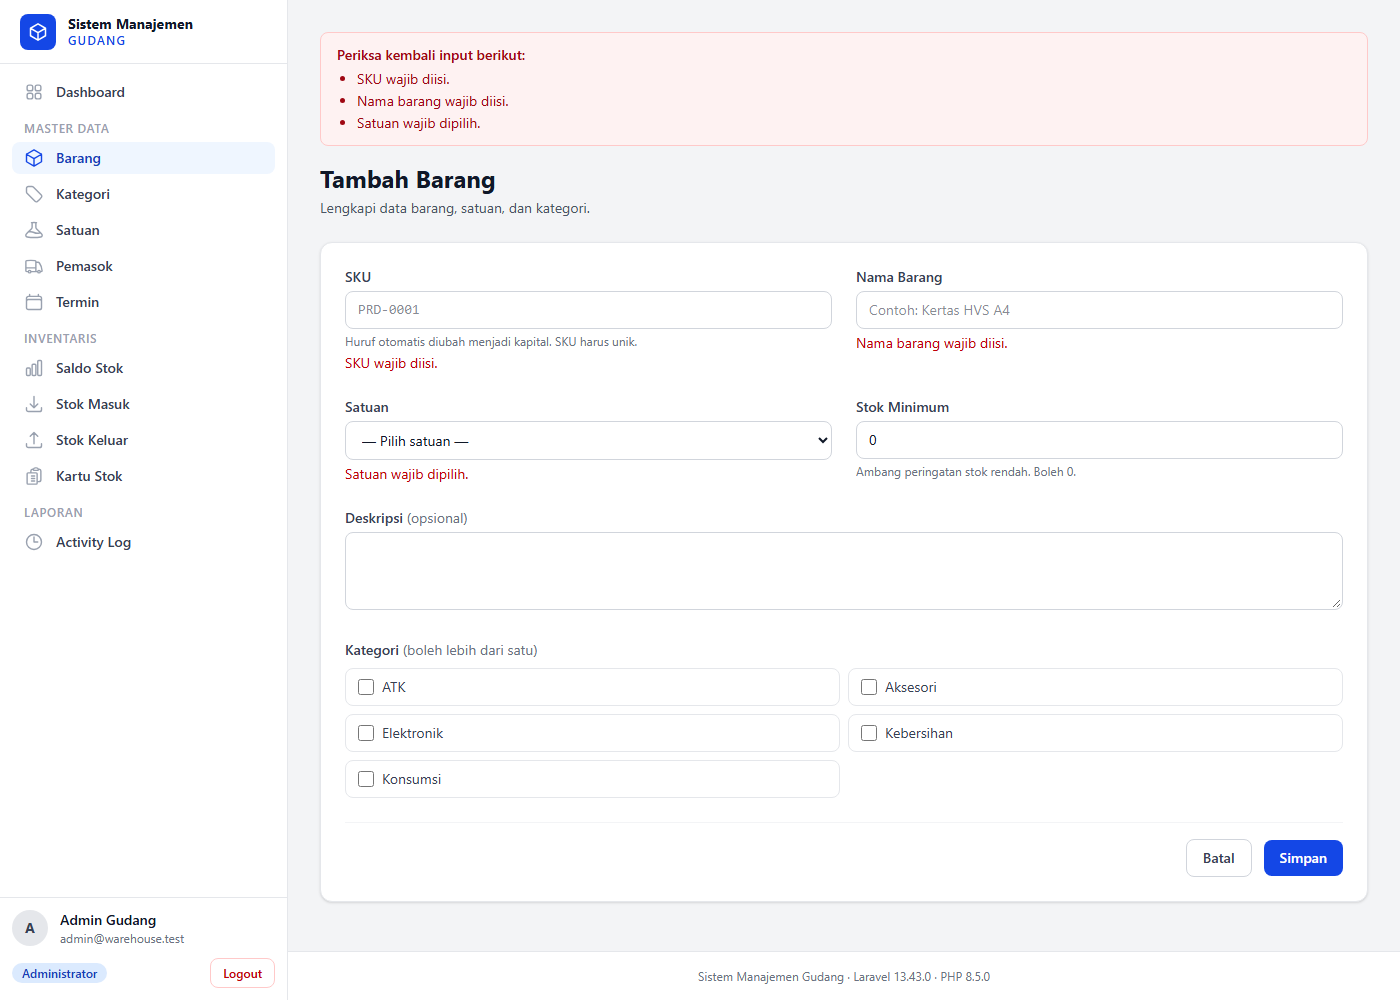 Sistem Manajemen
GUDANG
Dashboard
MASTER DATA
Barang
Kategori
Satuan
Pemasok
Termin
INVENTARIS
Saldo Stok
Stok Masuk
Stok Keluar
Kartu Stok
LAPORAN
Activity Log
A
Admin Gudang
admin@warehouse.test
Administrator
Logout
Periksa kembali input berikut:
SKU wajib diisi.
Nama barang wajib diisi.
Satuan wajib dipilih.
Tambah Barang
Lengkapi data barang, satuan, dan kategori.
SKU
PRD-0001
Huruf otomatis diubah menjadi kapital. SKU harus unik.
SKU wajib diisi.
Nama Barang
Contoh: Kertas HVS A4
Nama barang wajib diisi.
Satuan
— Pilih satuan —
Satuan wajib dipilih.
Stok Minimum
0
Ambang peringatan stok rendah. Boleh 0.
Deskripsi (opsional)
Kategori (boleh lebih dari satu)
ATK
Aksesori
Elektronik
Kebersihan
Konsumsi
Batal
Simpan
Sistem Manajemen Gudang · Laravel 13.43.0 · PHP 8.5.0